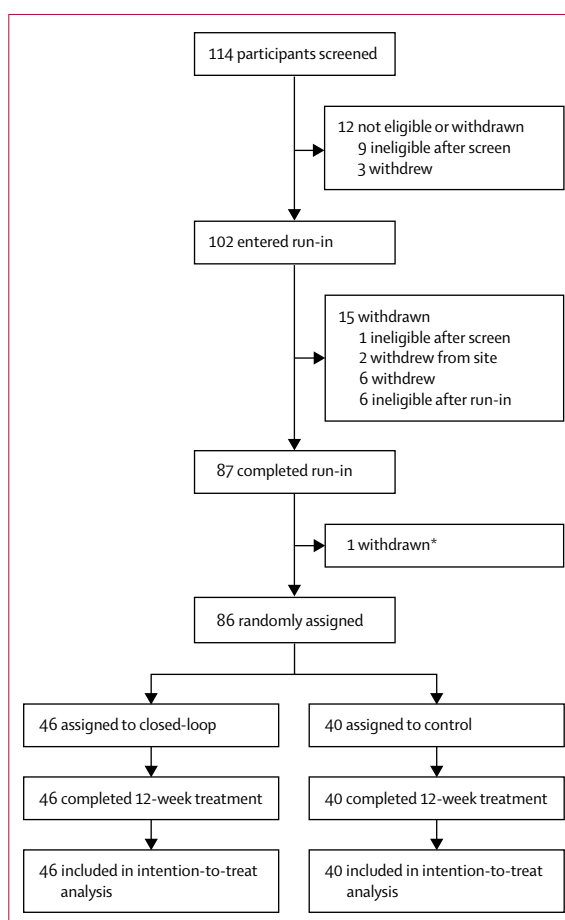 114 participants screened
12 not eligible or withdrawn
9 ineligible after screen
3 withdrew
102 entered run-in
15 withdrawn
1 ineligible after screen
2 withdrew from site
6 withdrew
6 ineligible after run-in
87 completed run-in
1 withdrawn*
86 randomly assigned
46 assigned to closed-loop
40 assigned to control
46 completed 12-week treatment
40 completed 12-week treatment
46 included in intention-to-treat
analysis
40 included in intention-to-treat
analysis